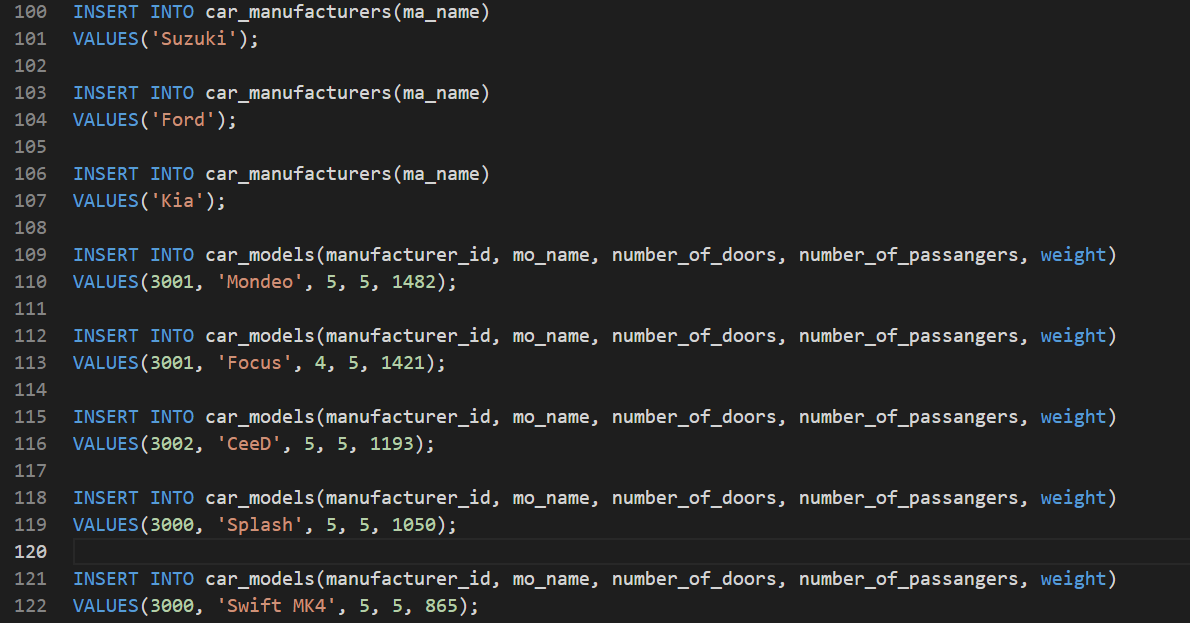 100 INSERT INTO car_manufacturers(ma_name)
101 VALUES('Suzuki');
102
103 INSERT INTO car_manufacturers(ma_name)
104 VALUES('Ford');
105
106 INSERT INTO car_manufacturers(ma_name)
107 VALUES('Kia');
108
109 INSERT INTO car_models(manufacturer_id, mo_name, number_of_doors, number_of_passangers, weight)
110 VALUES(3001, 'Mondeo', 5, 5, 1482);
111
112 INSERT INTO car_models(manufacturer_id, mo_name, number_of_doors, number_of_passangers, weight)
113 VALUES(3001, 'Focus', 4, 5, 1421);
114
115 INSERT INTO car_models(manufacturer_id, mo_name, number_of_doors, number_of_passangers, weight)
116 VALUES(3002, 'CeeD', 5, 5, 1193);
117
118 INSERT INTO car_models(manufacturer_id, mo_name, number_of_doors, number_of_passangers, weight)
119 VALUES(3000, 'Splash', 5, 5, 1050);
120
121 INSERT INTO car_models(manufacturer_id, mo_name, number_of_doors, number_of_passangers, weight)
122 VALUES(3000, 'Swift MK4', 5, 5, 865);